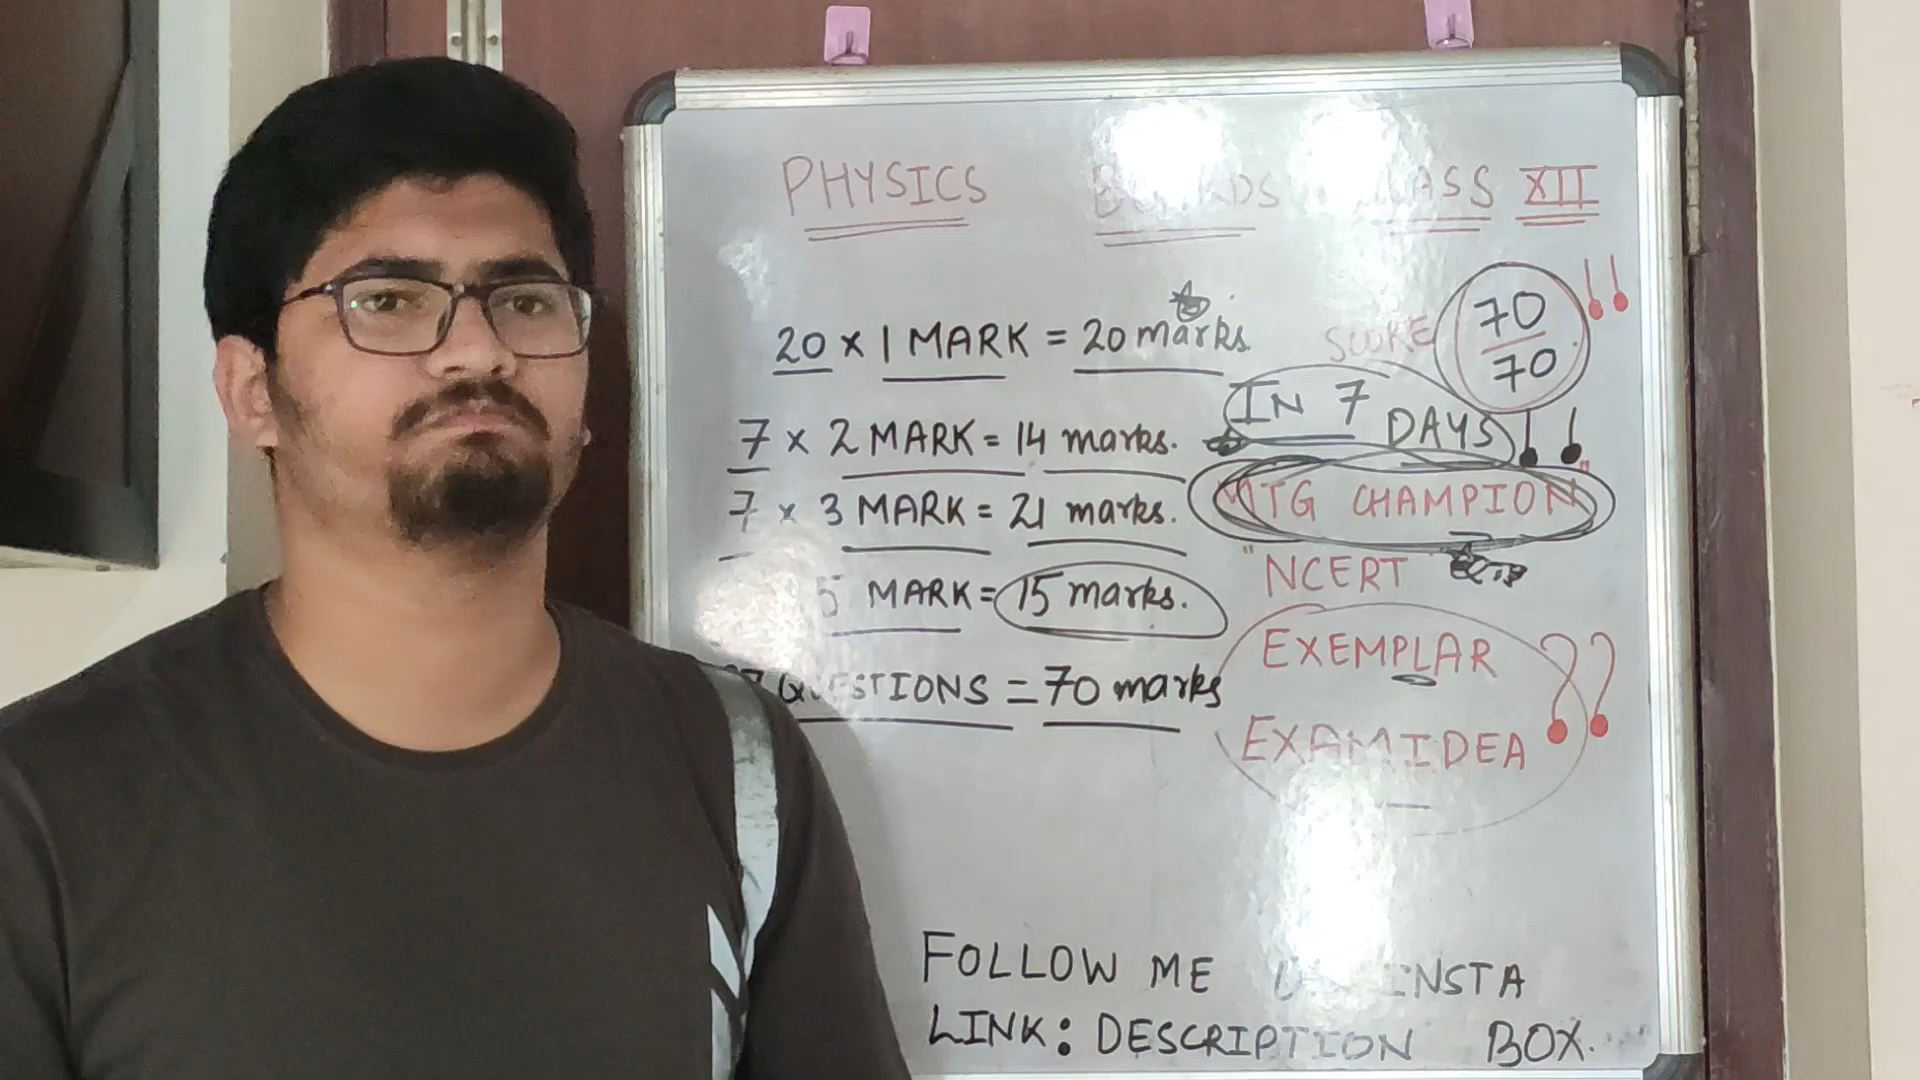 PHYSICS BOARDS CLASS XII
20 x 1 MARK = 20 marks.
SCORE 70/70
IN 7 DAYS
7 x 2 MARK = 14 marks.
7 x 3 MARK = 21 marks.
MTG CHAMPION"
5 MARK = 15 marks.
"NCERT
EXEMPLAR
QUESTIONS = 70 marks
EXAMIDEA
FOLLOW ME INSTA
LINK: DESCRIPTION BOX.